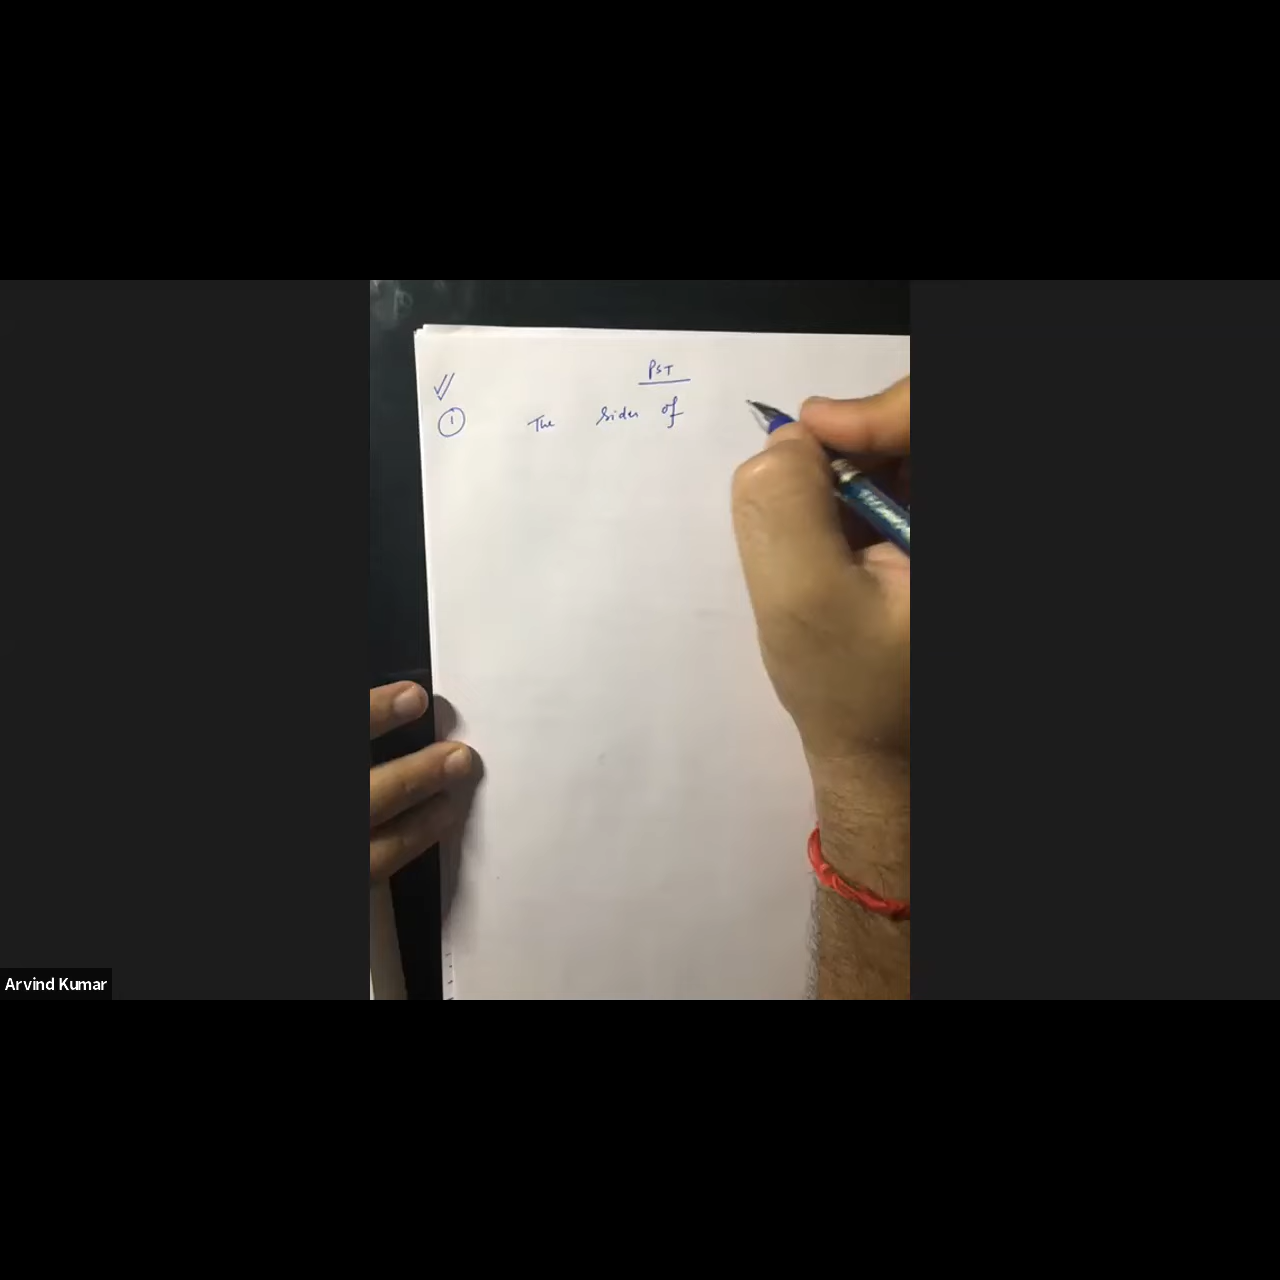 PST
① The sides of
Arvind Kumar